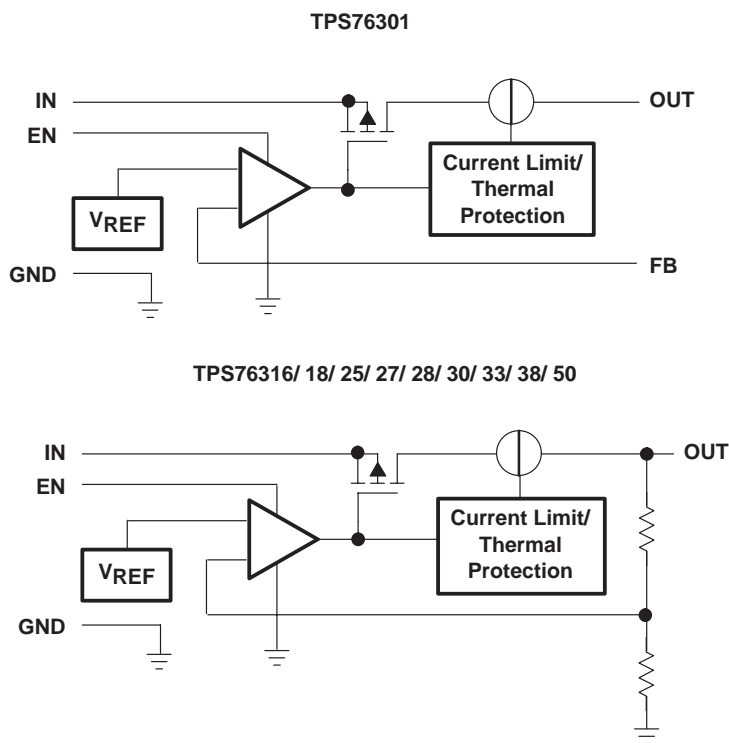 TPS76301
IN
OUT
EN
Current Limit/
Thermal
Protection
VREF
FB
GND
TPS76316/ 18/ 25/ 27/ 28/ 30/ 33/ 38/ 50
IN
OUT
EN
Current Limit/
Thermal
Protection
VREF
GND